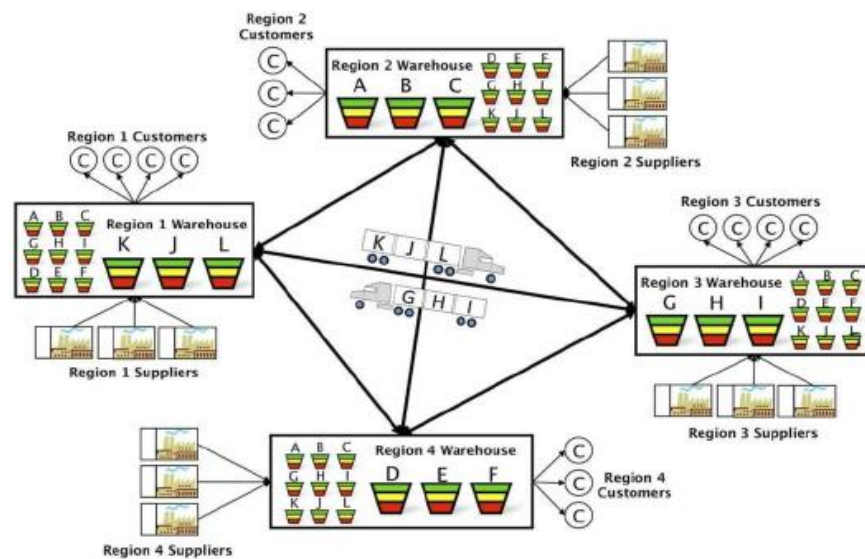 Region 2
Customers
C
C
C
Region 2 Warehouse
A B C
D E F
G H I
K J L
Region 2 Suppliers
Region 1 Customers
C C C C
A B C
G H I
D E F
Region 1 Warehouse
K J L
Region 1 Suppliers
K J L
G H I
Region 3 Customers
C C C C
Region 3 Warehouse
G H I
A B C
D E F
K J L
Region 3 Suppliers
Region 4 Suppliers
A B C
G H I
K J L
Region 4 Warehouse
D E F
C
C
C
Region 4
Customers